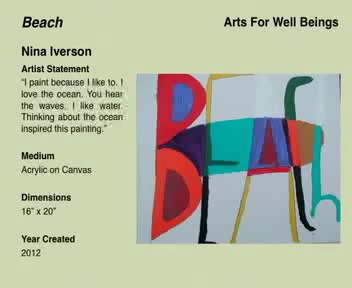 Beach
Arts For Well Beings
Nina Iverson
Artist Statement
“I paint because I like to. I
love the ocean. You hear
the waves. I like water.
Thinking about the ocean
inspired this painting.”
Medium
Acrylic on Canvas
Dimensions
16” x 20”
Year Created
2012
BEACh